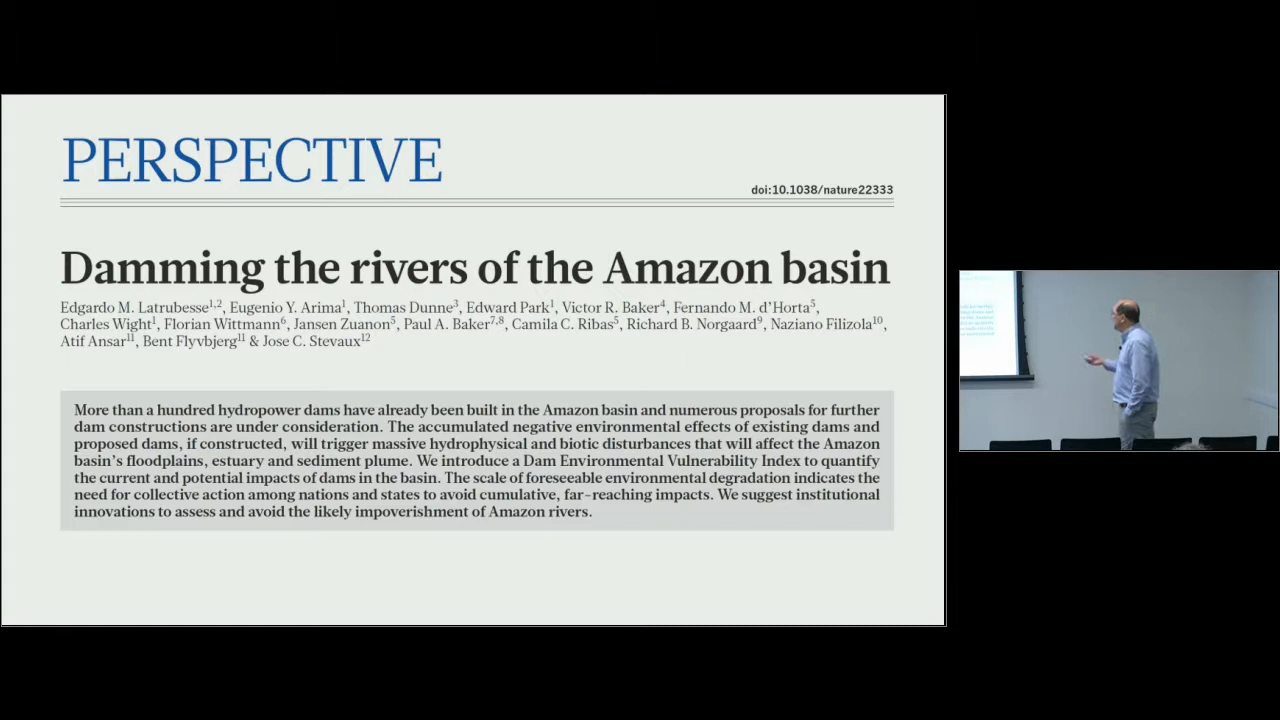 PERSPECTIVE
doi:10.1038/nature22333
Damming the rivers of the Amazon basin
Edgardo M. Latrubesse1,2, Eugenio Y. Arima1, Thomas Dunne3, Edward Park1, Victor R. Baker4, Fernando M. d'Horta5,
Charles Wight1, Florian Wittmann6, Jansen Zuanon5, Paul A. Baker7,8, Camila C. Ribas5, Richard B. Norgaard9, Naziano Filizola10,
Atif Ansar11, Bent Flyvbjerg11 & Jose C. Stevaux12
More than a hundred hydropower dams have already been built in the Amazon basin and numerous proposals for further
dam constructions are under consideration. The accumulated negative environmental effects of existing dams and
proposed dams, if constructed, will trigger massive hydrophysical and biotic disturbances that will affect the Amazon
basin's floodplains, estuary and sediment plume. We introduce a Dam Environmental Vulnerability Index to quantify
the current and potential impacts of dams in the basin. The scale of foreseeable environmental degradation indicates the
need for collective action among nations and states to avoid cumulative, far-reaching impacts. We suggest institutional
innovations to assess and avoid the likely impoverishment of Amazon rivers.